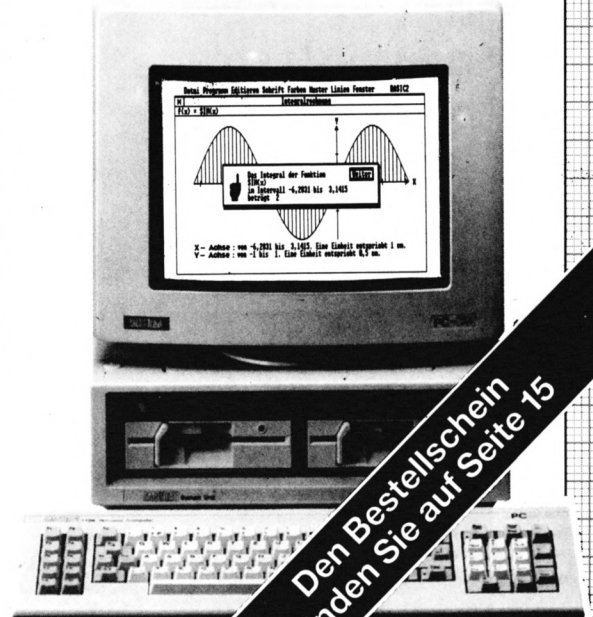 Datei Programm Editieren Schrift Farben Muster Linien Fenster BASIC2
Integralrechnung
f(x) = SIN(x)
Y
X
Das Integral der Funktion
SIN(x)
im Intervall -6,2831 bis 3,1415
beträgt 2
X - Achse : von -6,2831 bis 3,1415. Eine Einheit entspricht 1 cm.
Y - Achse : von -1 bis 1. Eine Einheit entspricht 0,5 cm.
PC
Den Bestellschein
nden Sie auf Seite 15